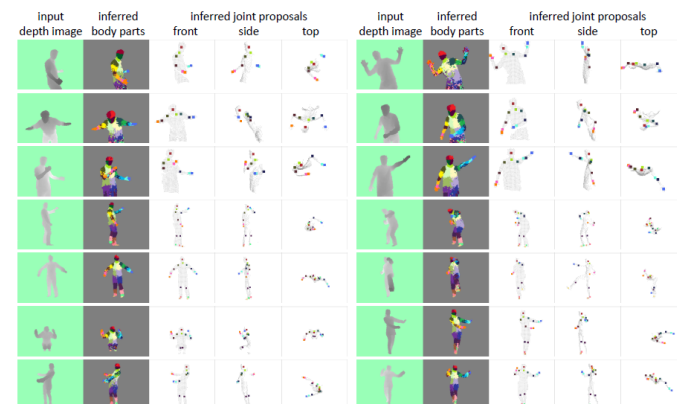 input inferred inferred joint proposals input inferred inferred joint proposals
depth image body parts front side top depth image body parts front side top